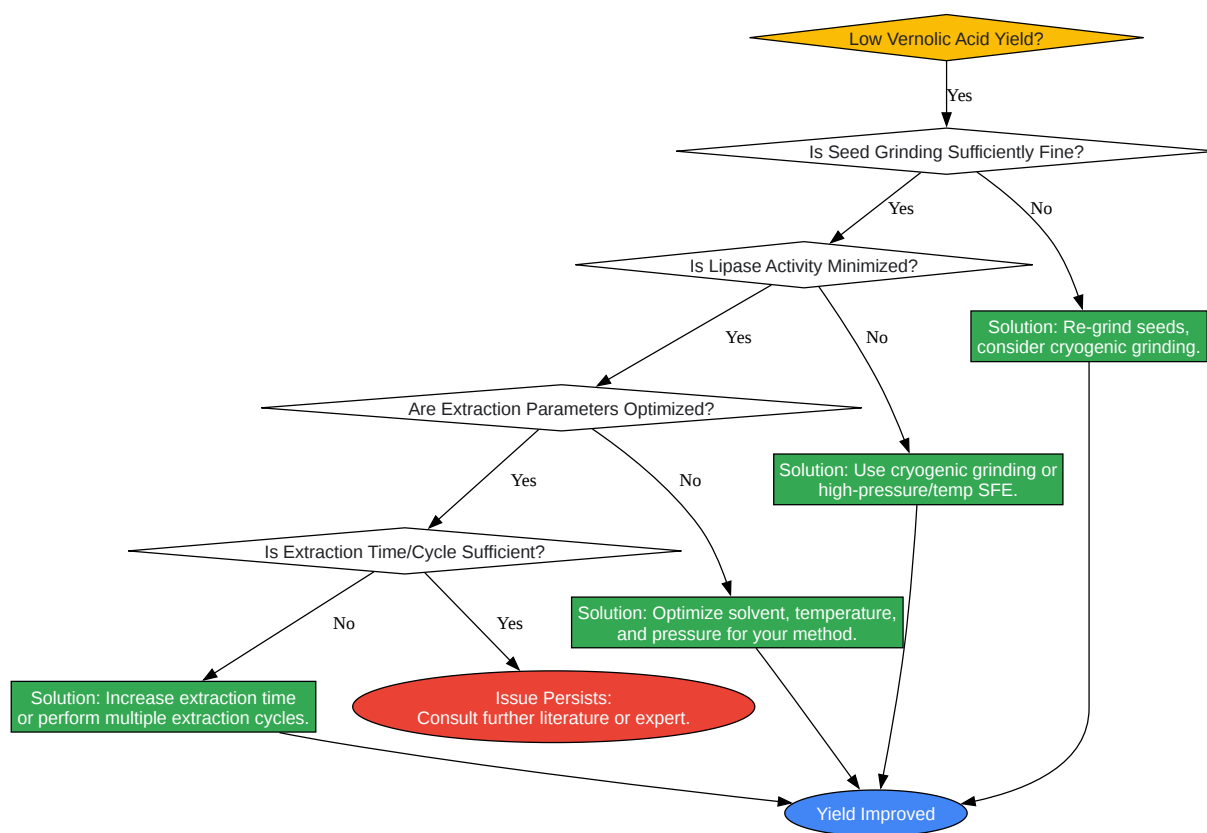 Low Vernolic Acid Yield?
Yes
Is Seed Grinding Sufficiently Fine?
Yes
No
Is Lipase Activity Minimized?
Solution: Re-grind seeds,
consider cryogenic grinding.
Yes
No
Are Extraction Parameters Optimized?
Solution: Use cryogenic grinding or
high-pressure/temp SFE.
Yes
No
Is Extraction Time/Cycle Sufficient?
Solution: Optimize solvent, temperature,
and pressure for your method.
No
Yes
Solution: Increase extraction time
or perform multiple extraction cycles.
Issue Persists:
Consult further literature or expert.
Yield Improved